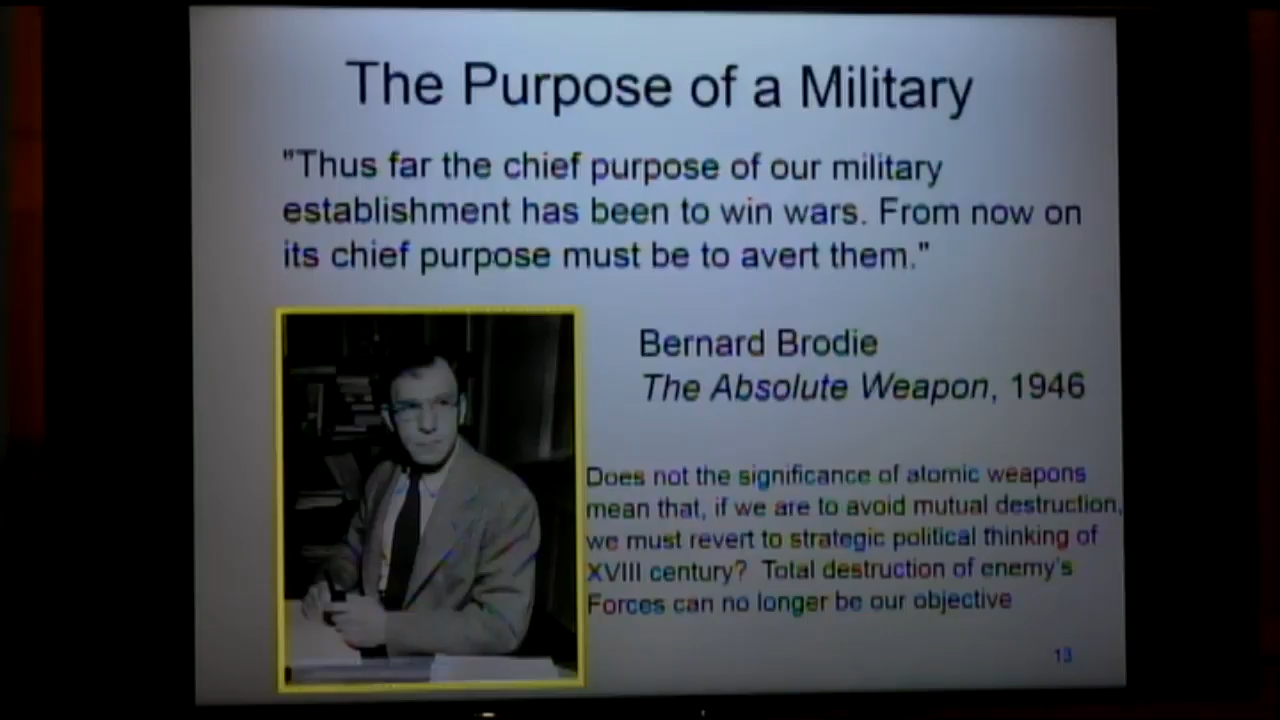 The Purpose of a Military
"Thus far the chief purpose of our military
establishment has been to win wars. From now on
its chief purpose must be to avert them."
Bernard Brodie
The Absolute Weapon, 1946
Does not the significance of atomic weapons
mean that, if we are to avoid mutual destruction,
we must revert to strategic political thinking of
XVIII century? Total destruction of enemy's
Forces can no longer be our objective
13